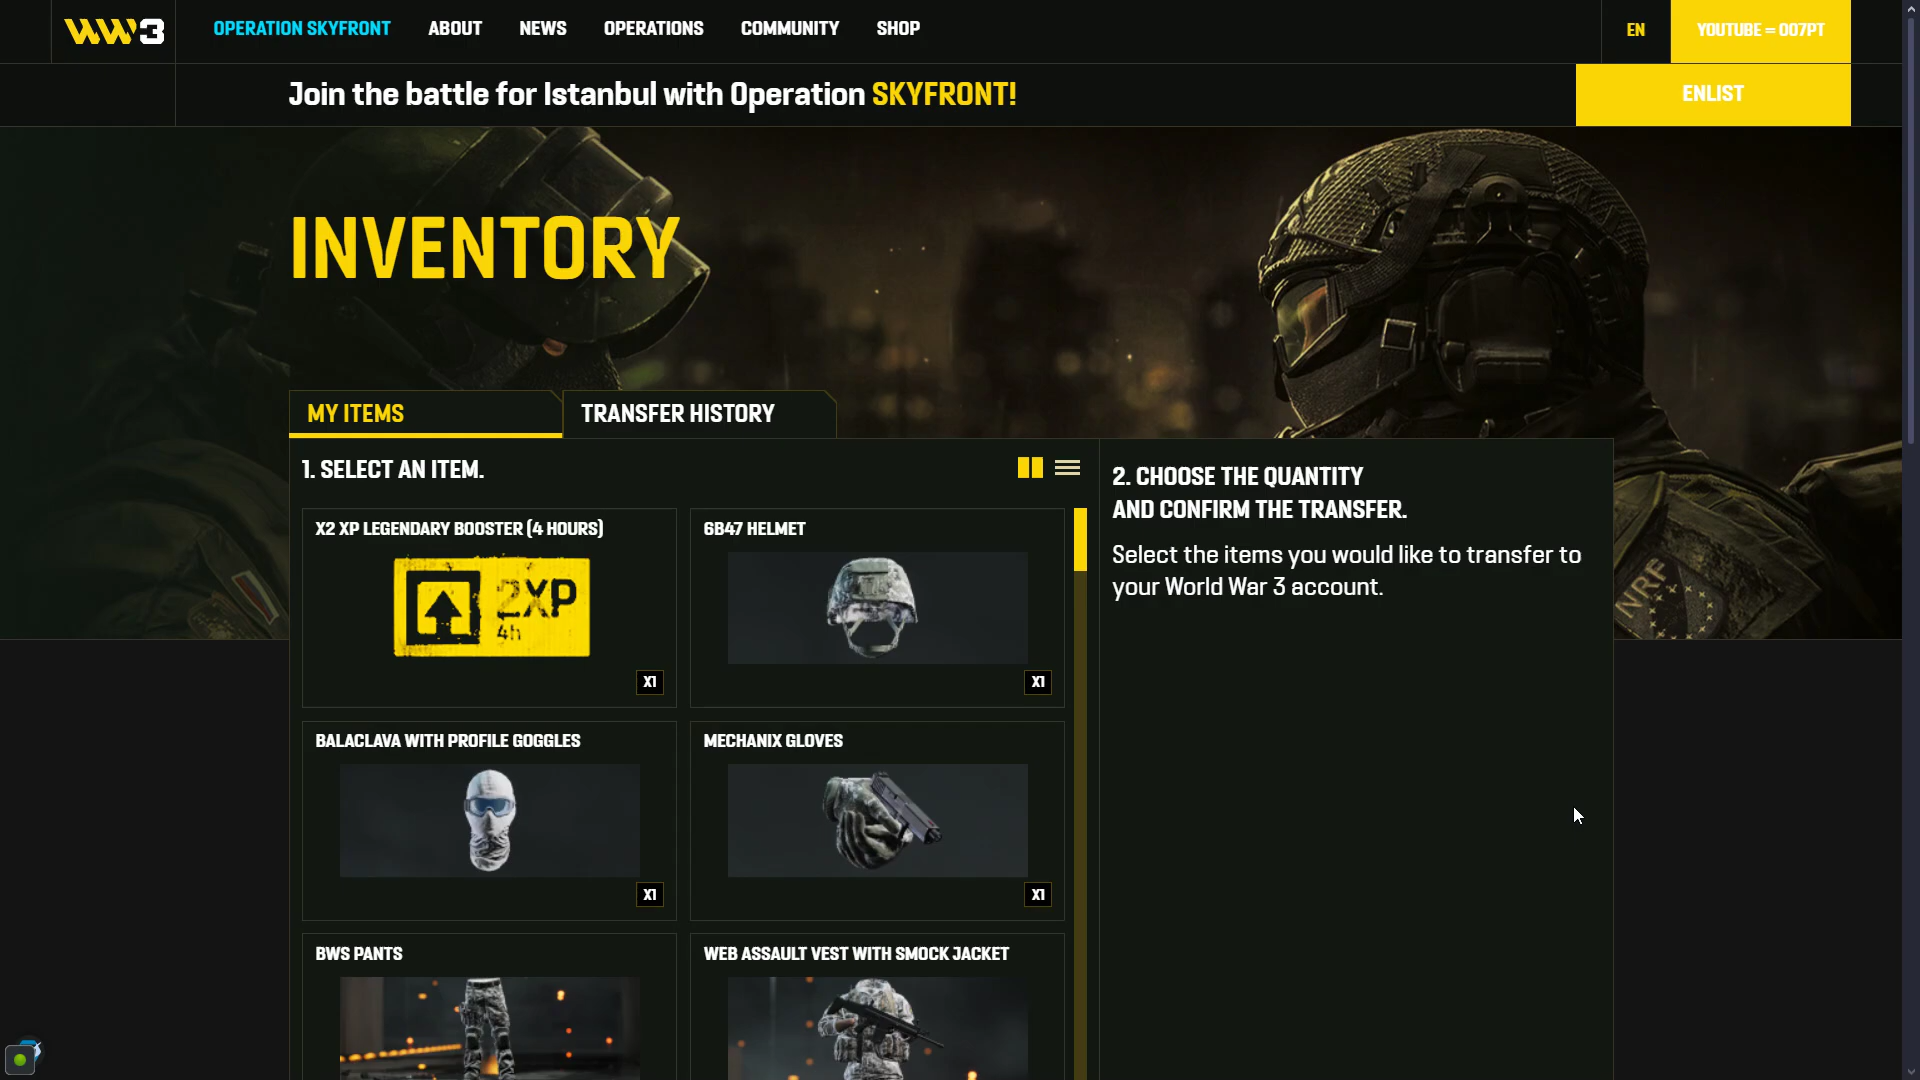 WW3
OPERATION SKYFRONT
ABOUT
NEWS
OPERATIONS
COMMUNITY
SHOP
EN
YOUTUBE = 007PT
Join the battle for Istanbul with Operation SKYFRONT!
ENLIST
INVENTORY
MY ITEMS
TRANSFER HISTORY
1. SELECT AN ITEM.
X2 XP LEGENDARY BOOSTER (4 HOURS)
2XP
4h
X1
6B47 HELMET
X1
BALACLAVA WITH PROFILE GOGGLES
X1
MECHANIX GLOVES
X1
BWS PANTS
WEB ASSAULT VEST WITH SMOCK JACKET
2. CHOOSE THE QUANTITY
AND CONFIRM THE TRANSFER.
Select the items you would like to transfer to
your World War 3 account.
NRF